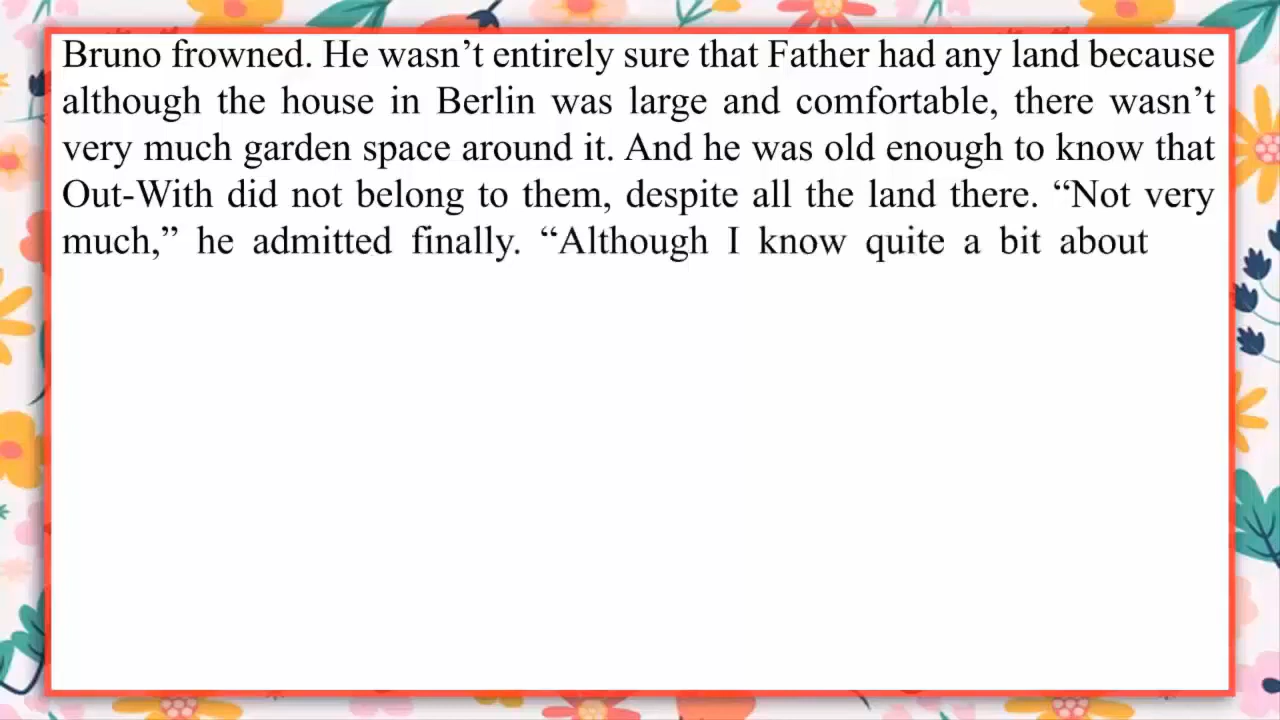 Bruno frowned. He wasn’t entirely sure that Father had any land because
although the house in Berlin was large and comfortable, there wasn’t
very much garden space around it. And he was old enough to know that
Out-With did not belong to them, despite all the land there. “Not very
much,” he admitted finally. “Although I know quite a bit about